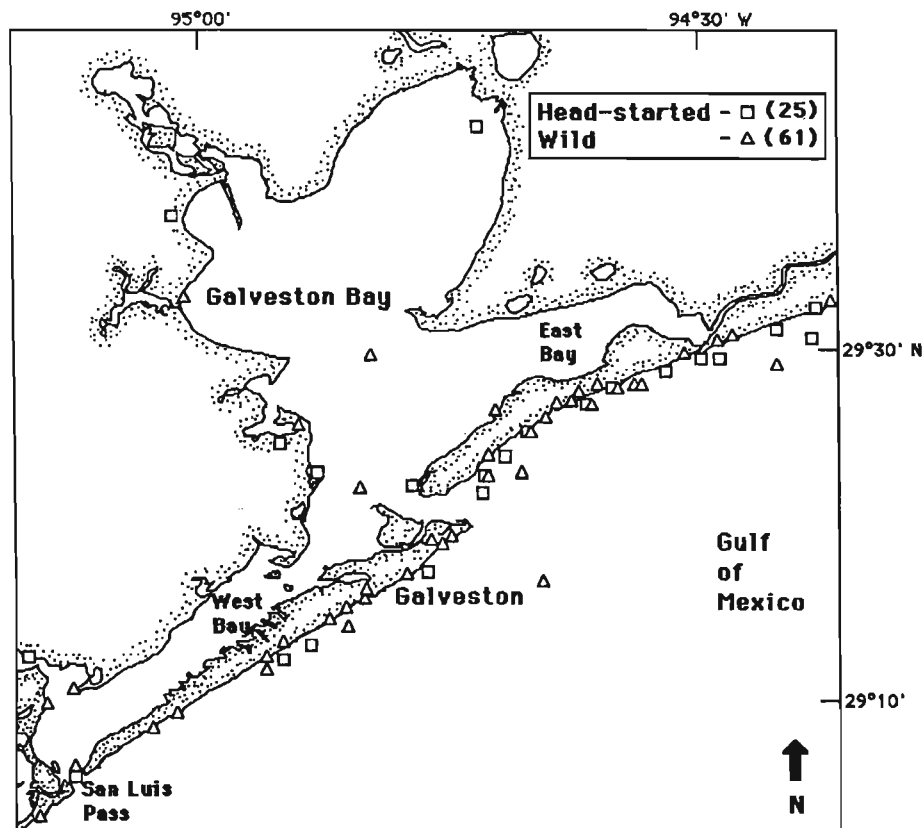 95°00'
94°30' W
Head-started - □ (25)
Wild - △ (61)
Galveston Bay
East
Bay
29°30' N
Gulf
of
Mexico
West
Bay
Galveston
29°10'
San Luis
Pass
N